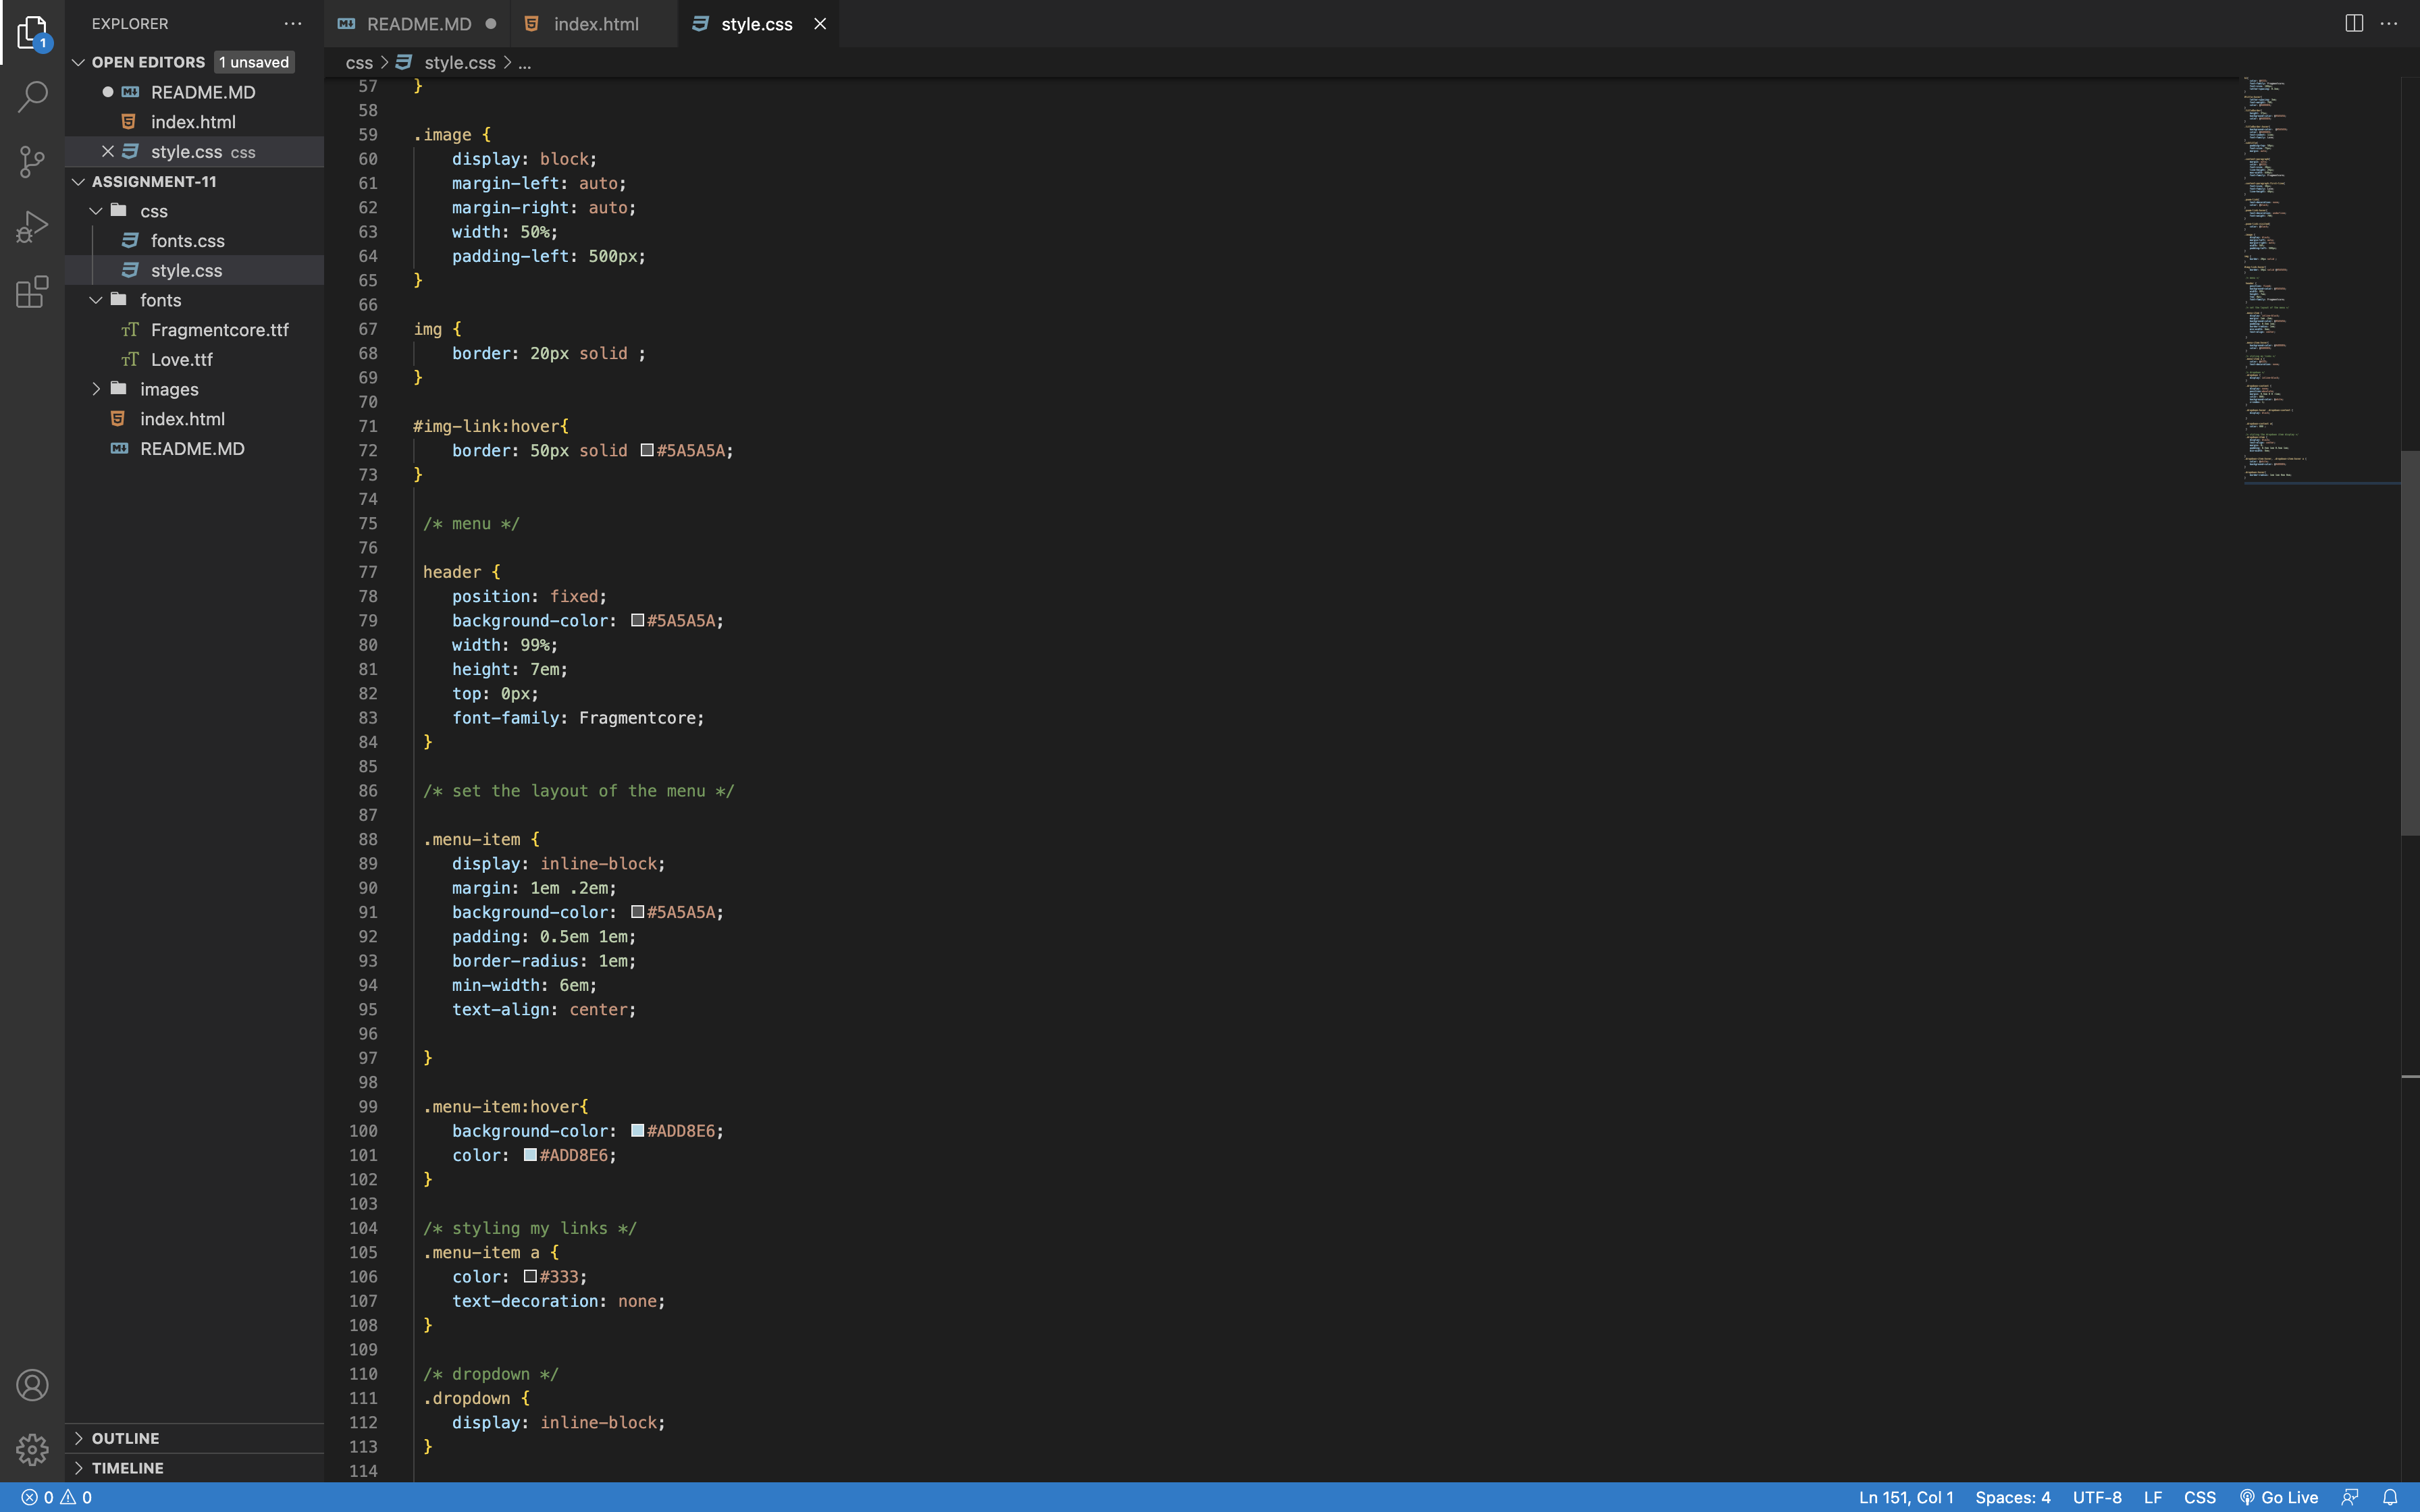 EXPLORER
README.MD
index.html
style.css
OPEN EDITORS 1 unsaved
css > style.css > ...
README.MD
index.html
style.css css
ASSIGNMENT-11
css
fonts.css
style.css
fonts
Fragmentcore.ttf
Love.ttf
images
index.html
README.MD
OUTLINE
TIMELINE
1
57 }
58
59 .image {
60 display: block;
61 margin-left: auto;
62 margin-right: auto;
63 width: 50%;
64 padding-left: 500px;
65 }
66
67 img {
68 border: 20px solid ;
69 }
70
71 #img-link:hover{
72 border: 50px solid #5A5A5A;
73 }
74
75 /* menu */
76
77 header {
78 position: fixed;
79 background-color: #5A5A5A;
80 width: 99%;
81 height: 7em;
82 top: 0px;
83 font-family: Fragmentcore;
84 }
85
86 /* set the layout of the menu */
87
88 .menu-item {
89 display: inline-block;
90 margin: 1em .2em;
91 background-color: #5A5A5A;
92 padding: 0.5em 1em;
93 border-radius: 1em;
94 min-width: 6em;
95 text-align: center;
96
97 }
98
99 .menu-item:hover{
100 background-color: #ADD8E6;
101 color: #ADD8E6;
102 }
103
104 /* styling my links */
105 .menu-item a {
106 color: #333;
107 text-decoration: none;
108 }
109
110 /* dropdown */
111 .dropdown {
112 display: inline-block;
113 }
114
0 0
Ln 151, Col 1 Spaces: 4 UTF-8 LF CSS Go Live